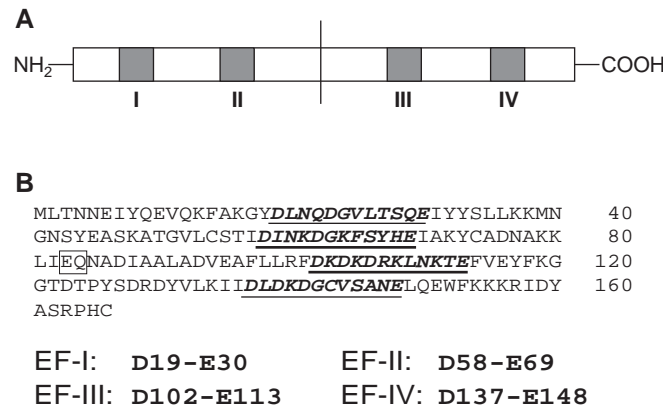 A
NH2 COOH
I II III IV
B
MLTNNEIYQEVQKFAKGYDLNQDGVLTSQEIYYSLLKKMN 40
GNSYEASKATGVLCSTIDINKDGKFSYHEIAKYCADNAKK 80
LIEQNADIAALADVEAFLLRFDKDKDRKLNKTEFVEYFKG 120
GTDTPYSDRDYVLKIIDLDKDGCVSANELQEWFKKKRIDY 160
ASRPHC
EF-I: D19-E30 EF-II: D58-E69
EF-III: D102-E113 EF-IV: D137-E148